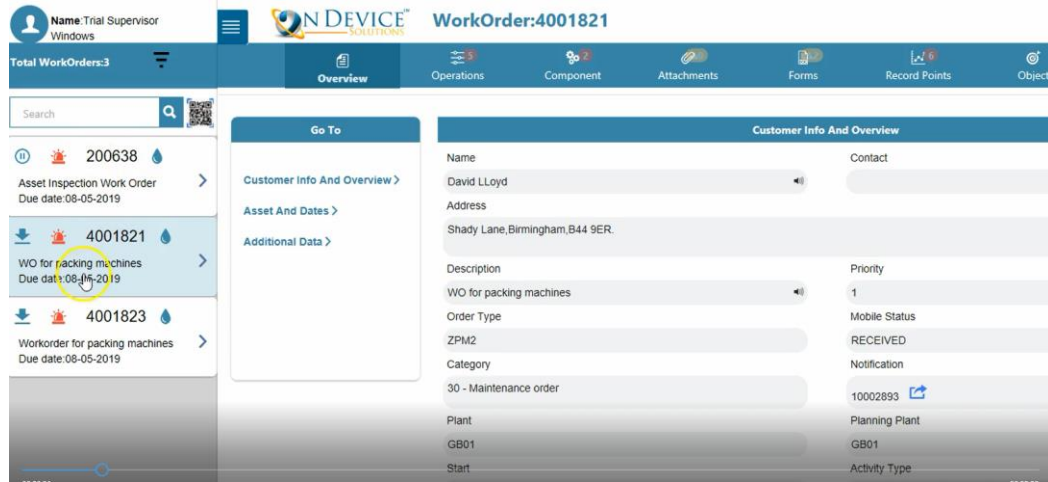 Name:Trial Supervisor
Windows
Total WorkOrders:3
Search
200638
Asset Inspection Work Order
Due date:08-05-2019
4001821
WO for packing machines
Due date:08-05-2019
4001823
Workorder for packing machines
Due date:08-05-2019
ON DEVICE™
SOLUTIONS
WorkOrder:4001821
Overview
Operations 5
Component 2
Attachments
Forms
Record Points 6
Object
Go To
Customer Info And Overview
Asset And Dates
Additional Data
Customer Info And Overview
Name
Contact
David LLoyd
Address
Shady Lane,Birmingham,B44 9ER.
Description
Priority
WO for packing machines
1
Order Type
Mobile Status
ZPM2
RECEIVED
Category
Notification
30 - Maintenance order
10002893
Plant
Planning Plant
GB01
GB01
Start
Activity Type